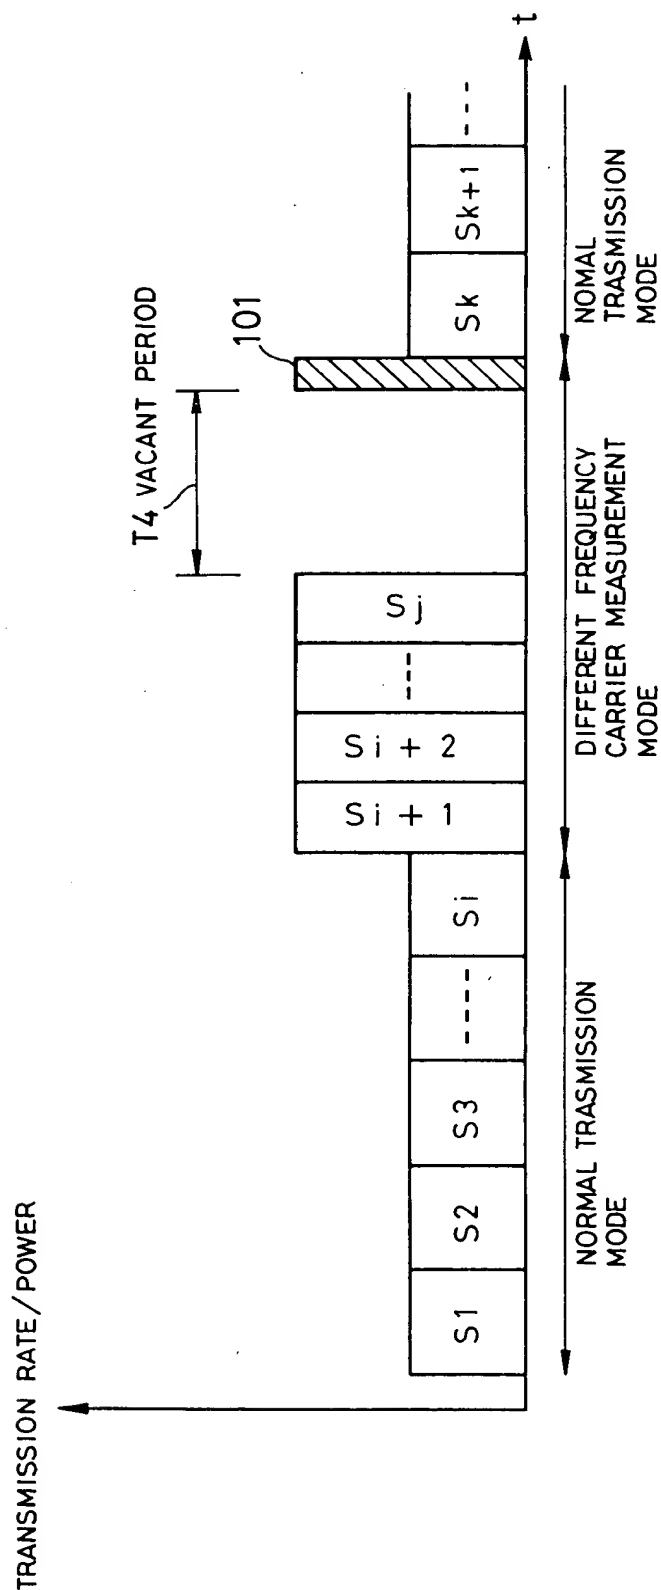 TRANSMISSION RATE/POWER
T4 VACANT PERIOD
101
S1
S2
S3
-----
Si
Si + 1
Si + 2
----
Sj
Sk
Sk+1
----
t
NORMAL TRASMISSION
MODE
DIFFERENT FREQUENCY
CARRIER MEASUREMENT
MODE
NOMAL
TRASMISSION
MODE